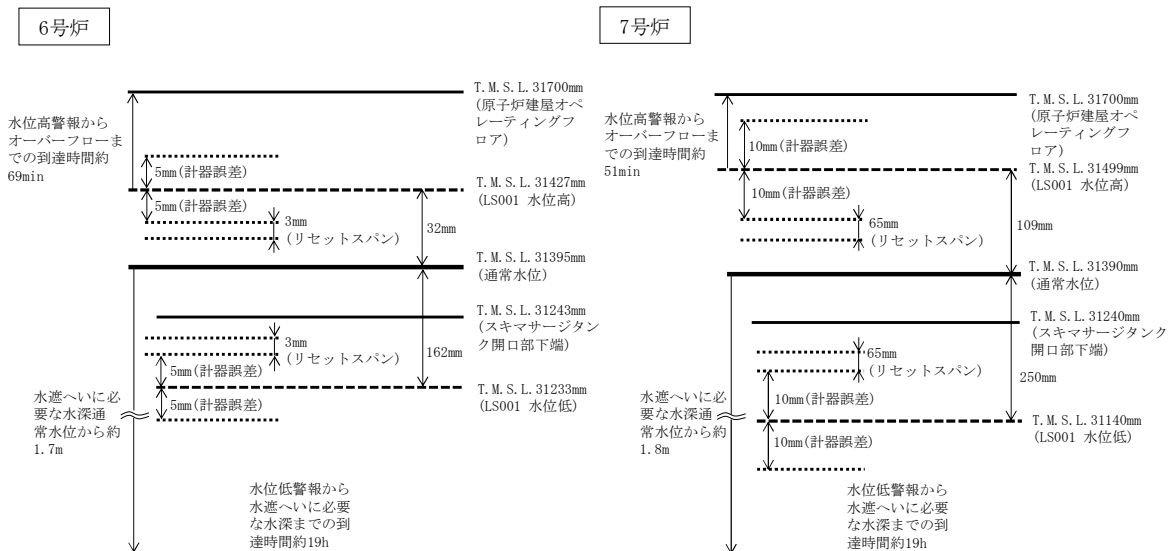 6号炉
T.M.S.L.31700mm
(原子炉建屋オペ
レーティングフ
ロア)
水位高警報から
オーバーフローま
での到達時間約
69min
5mm(計器誤差)
T.M.S.L.31427mm
(LS001 水位高)
5mm(計器誤差)
3mm
(リセットスパン)
32mm
T.M.S.L.31395mm
(通常水位)
T.M.S.L.31243mm
(スキマサージタン
ク開口部下端)
3mm
(リセットスパン)
162mm
5mm(計器誤差)
T.M.S.L.31233mm
(LS001 水位低)
5mm(計器誤差)
水遮へいに必
要な水深通
常水位から約
1.7m
水位低警報から
水遮へいに必要
な水深までの到
達時間約19h
7号炉
T.M.S.L.31700mm
(原子炉建屋オペ
レーティングフ
ロア)
水位高警報から
オーバーフローま
での到達時間約
51min
10mm(計器誤差)
T.M.S.L.31499mm
(LS001 水位高)
10mm(計器誤差)
65mm
(リセットスパン)
109mm
T.M.S.L.31390mm
(通常水位)
T.M.S.L.31240mm
(スキマサージタンク
開口部下端)
65mm
(リセットスパン)
250mm
10mm(計器誤差)
T.M.S.L.31140mm
(LS001 水位低)
10mm(計器誤差)
水遮へいに必
要な水深通
常水位から約
1.8m
水位低警報から
水遮へいに必要
な水深までの到
達時間約19h